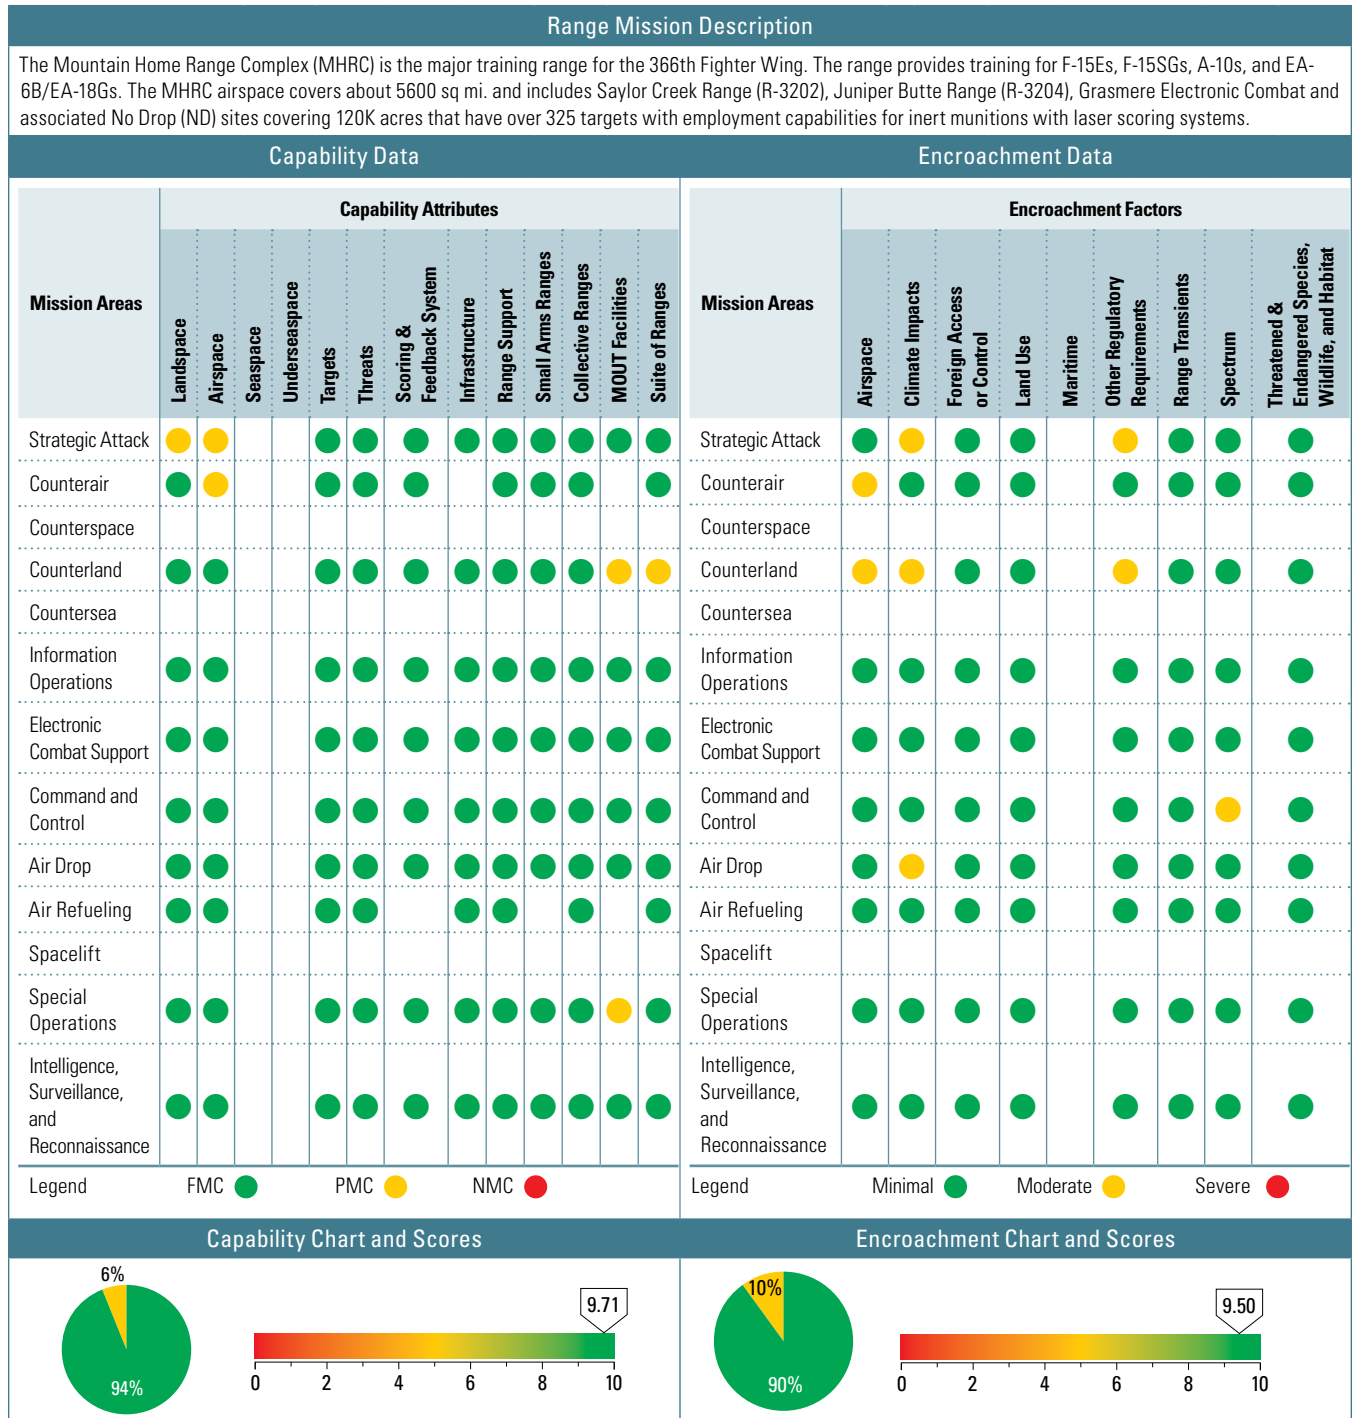 Range Mission Description
The Mountain Home Range Complex (MHRC) is the major training range for the 366th Fighter Wing. The range provides training for F-15Es, F-15SGs, A-10s, and EA-
6B/EA-18Gs. The MHRC airspace covers about 5600 sq mi. and includes Saylor Creek Range (R-3202), Juniper Butte Range (R-3204), Grasmere Electronic Combat and
associated No Drop (ND) sites covering 120K acres that have over 325 targets with employment capabilities for inert munitions with laser scoring systems.
Capability Data
Mission Areas
Capability Attributes
Landspace
Airspace
Seaspace
Underseaspace
Targets
Threats
Scoring &
Feedback System
Infrastructure
Range Support
Small Arms Ranges
Collective Ranges
MOUT Facilities
Suite of Ranges
Strategic Attack
Counterair
Counterspace
Counterland
Countersea
Information
Operations
Electronic
Combat Support
Command and
Control
Air Drop
Air Refueling
Spacelift
Special
Operations
Intelligence,
Surveillance,
and
Reconnaissance
Legend
FMC
PMC
NMC
Encroachment Data
Mission Areas
Encroachment Factors
Airspace
Climate Impacts
Foreign Access
or Control
Land Use
Maritime
Other Regulatory
Requirements
Range Transients
Spectrum
Threatened &
Endangered Species,
Wildlife, and Habitat
Strategic Attack
Counterair
Counterspace
Counterland
Countersea
Information
Operations
Electronic
Combat Support
Command and
Control
Air Drop
Air Refueling
Spacelift
Special
Operations
Intelligence,
Surveillance,
and
Reconnaissance
Legend
Minimal
Moderate
Severe
Capability Chart and Scores
6%
94%
9.71
0 2 4 6 8 10
Encroachment Chart and Scores
10%
90%
9.50
0 2 4 6 8 10